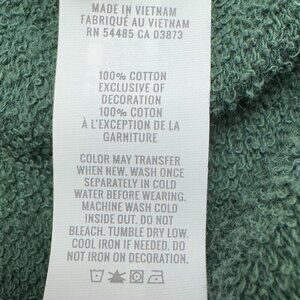 MADE IN VIETNAM
FABRIQUÉ AU VIETNAM
RN 54485 CA 03873
100% COTTON
EXCLUSIVE OF
DECORATION
100% COTON
À L'EXCEPTION DE LA
GARNITURE
COLOR MAY TRANSFER
WHEN NEW. WASH ONCE
SEPARATELY IN COLD
WATER BEFORE WEARING.
MACHINE WASH COLD
INSIDE OUT. DO NOT
BLEACH. TUMBLE DRY LOW.
COOL IRON IF NEEDED. DO
NOT IRON ON DECORATION.